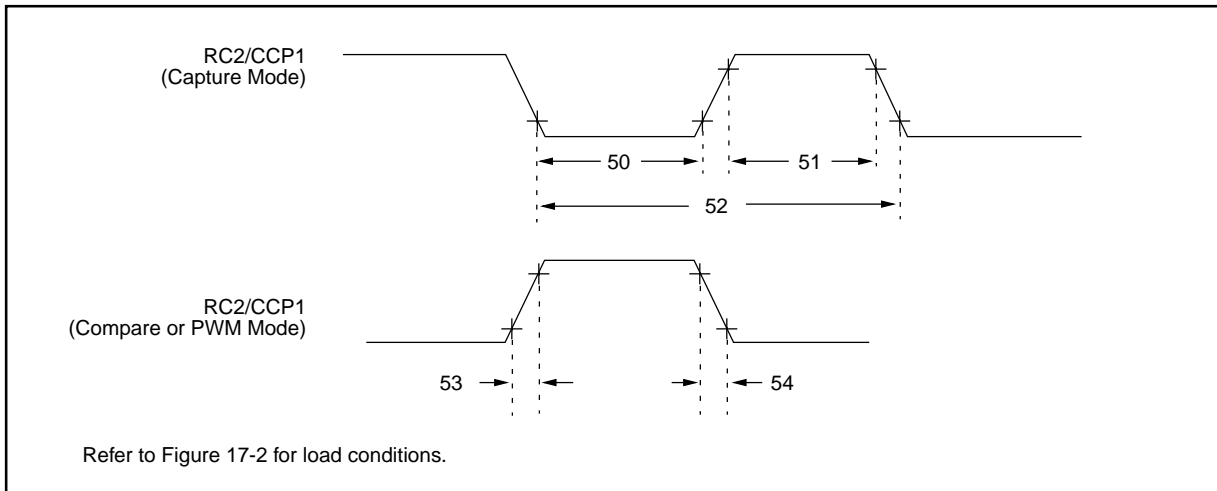 RC2/CCP1
(Capture Mode)
50
51
52
RC2/CCP1
(Compare or PWM Mode)
53
54
Refer to Figure 17-2 for load conditions.